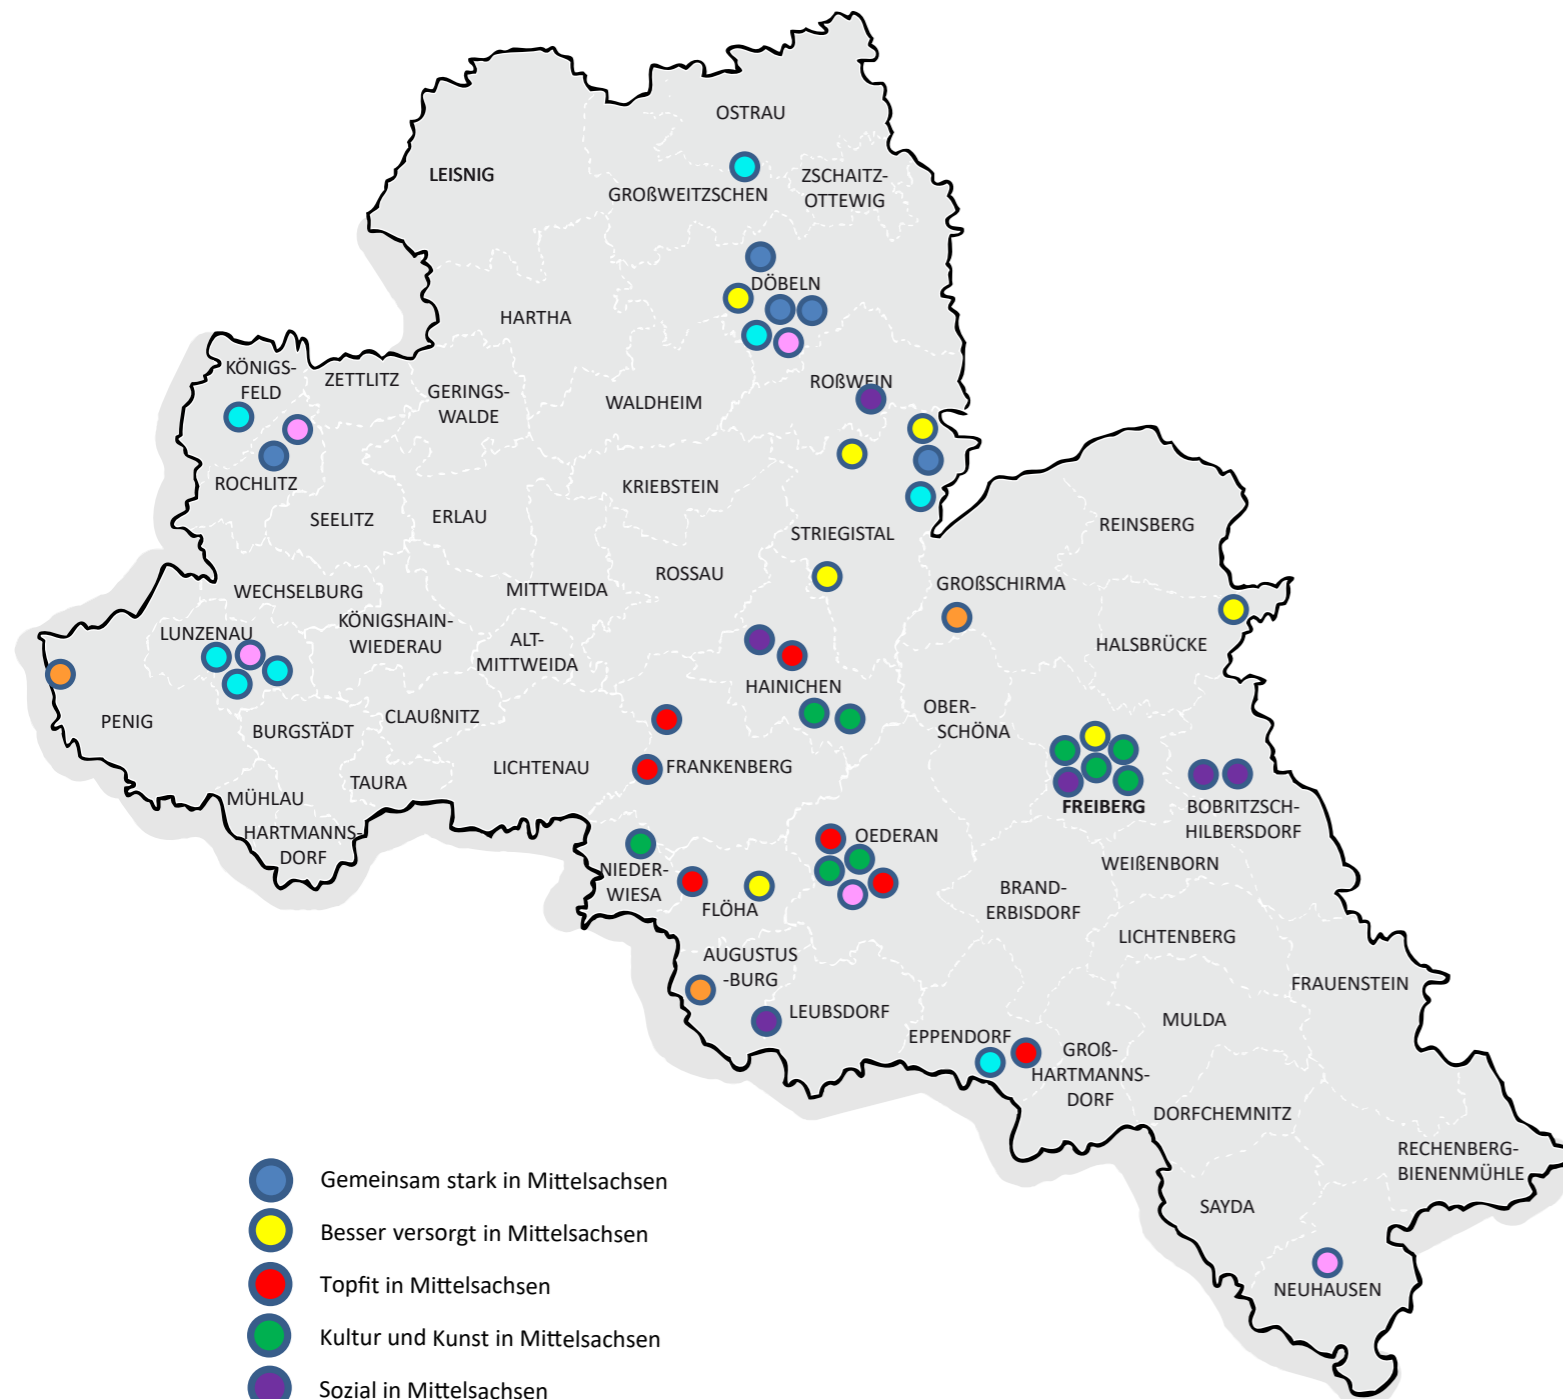 OSTRAU
LEISNIG
GROßWEITZSCHEN
ZSCHAITZ-
OTTEWIG
DÖBELN
HARTHA
KÖNIGS-
FELD
ZETTLITZ
GERINGS-
WALDE
WALDHEIM
ROßWEIN
ROCHLITZ
SEELITZ
ERLAU
KRIEBSTEIN
STRIEGISTAL
REINSBERG
WECHSELBURG
MITTWEIDA
ROSSAU
GROßSCHIRMA
LUNZENAU
KÖNIGSHAIN-
WIEDERAU
ALT-
MITTWEIDA
HALSBRÜCKE
HAINICHEN
PENIG
BURGSTÄDT
CLAUßNITZ
OBER-
SCHÖNA
LICHTENAU
FRANKENBERG
TAURA
MÜHLAU
HARTMANNS-
DORF
FREIBERG
BOBRITZSCH-
HILBERSDORF
OEDERAN
WEIßENBORN
NIEDER-
WIESA
FLÖHA
BRAND-
ERBISDORF
LICHTENBERG
AUGUSTUS
-BURG
FRAUENSTEIN
LEUBSDORF
MULDA
EPPENDORF
GROß-
HARTMANNS-
DORF
DORFCHEMNITZ
RECHENBERG-
BIENENMÜHLE
SAYDA
NEUHAUSEN
Gemeinsam stark in Mittelsachsen
Besser versorgt in Mittelsachsen
Topfit in Mittelsachsen
Kultur und Kunst in Mittelsachsen
Sozial in Mittelsachsen